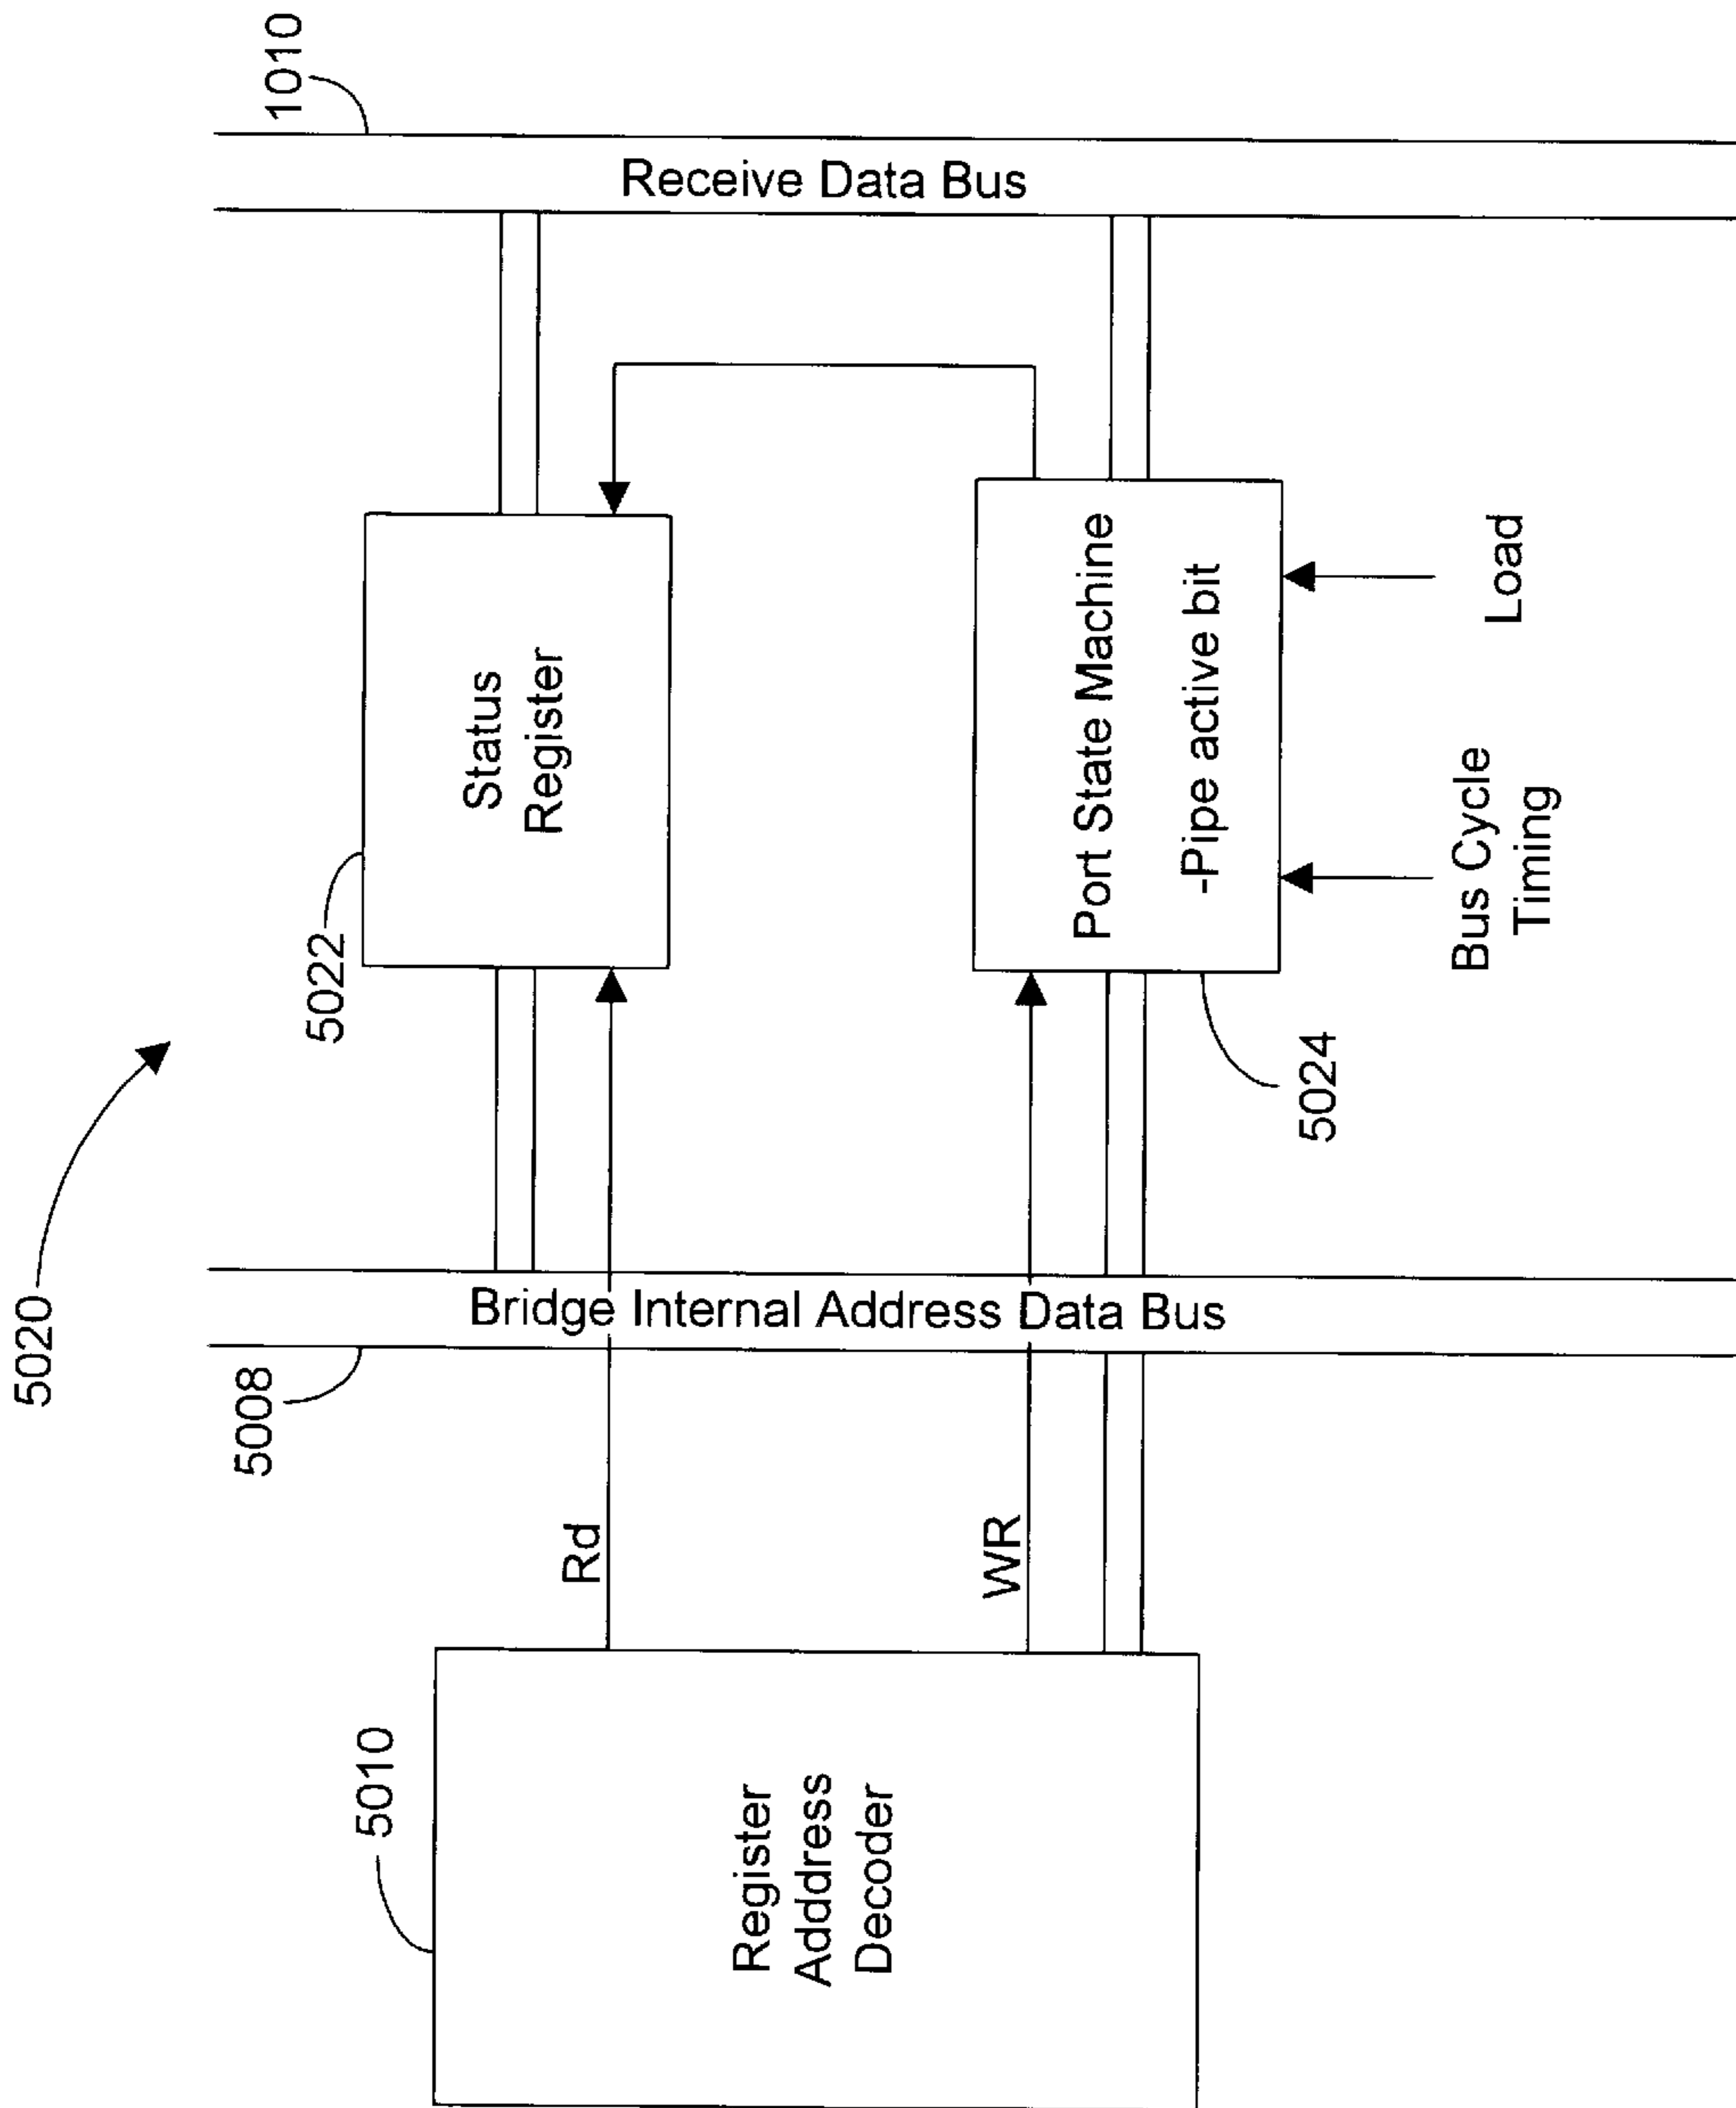 5020
1010
5008
Receive Data Bus
5022
Status
Register
Bridge Internal Address Data Bus
5010
Rd
Register
Address
Decoder
WR
Port State Machine
-Pipe active bit
5024
Bus Cycle
Timing
Load